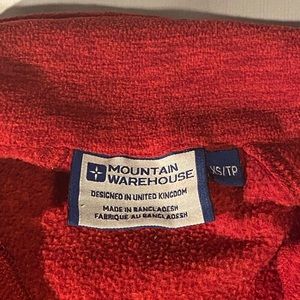 MOUNTAIN
WAREHOUSE
XS/TP
DESIGNED IN UNITED KINGDOM
MADE IN BANGLADESH
FABRIQUE AU BANGLADESH